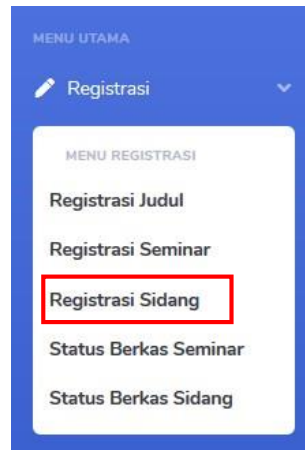 MENU UTAMA
Registrasi
MENU REGISTRASI
Registrasi Judul
Registrasi Seminar
Registrasi Sidang
Status Berkas Seminar
Status Berkas Sidang